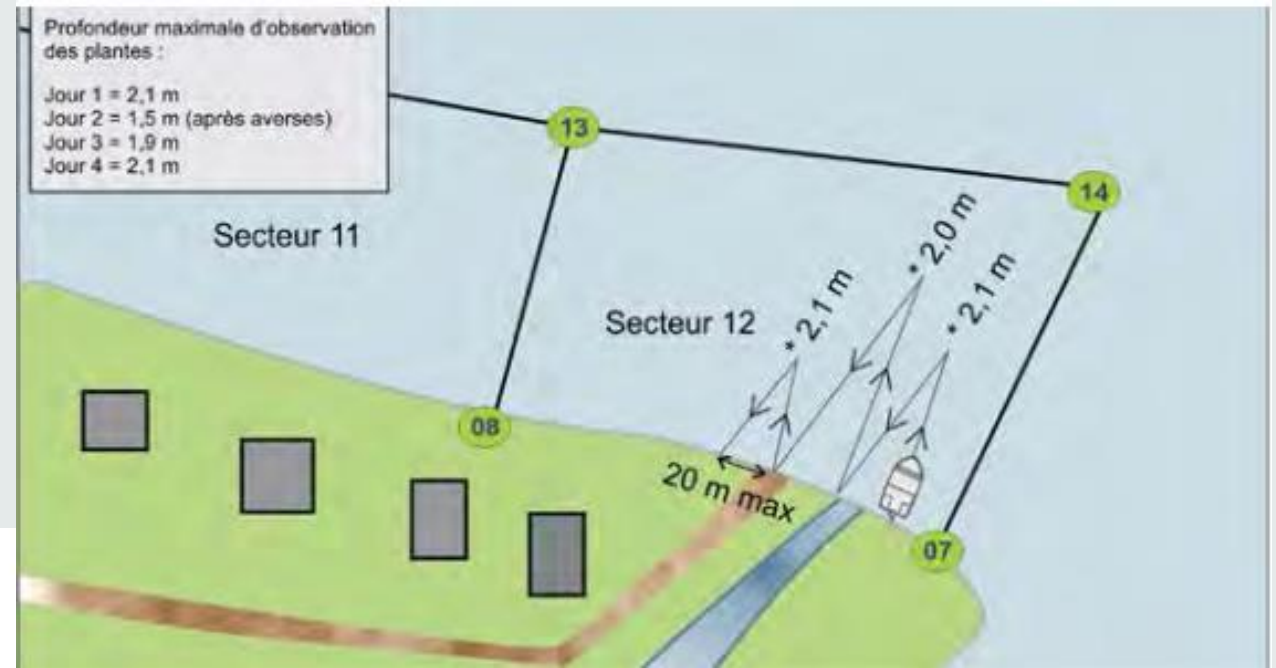 Profondeur maximale d'observation
des plantes :
Jour 1 = 2,1 m
Jour 2 = 1,5 m (après averses)
Jour 3 = 1,9 m
Jour 4 = 2,1 m
13
14
Secteur 11
* 2,0 m
* 2,1 m
* 2,1 m
Secteur 12
08
20 m max
07